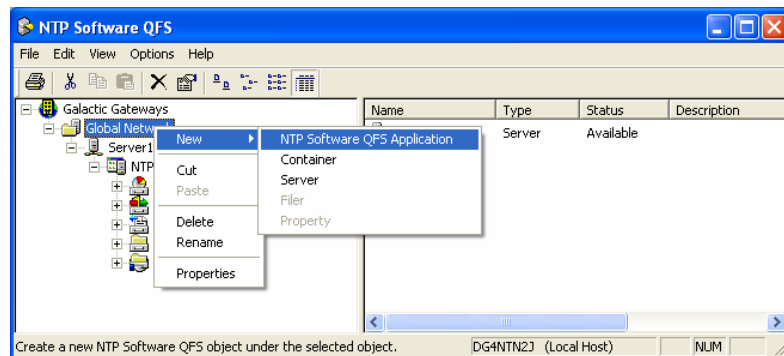 NTP Software QFS
File Edit View Options Help
Galactic Gateways
Name Type Status Description
Server Available
New
NTP Software QFS Application
Server1
Container
NTP
Cut
Server
Paste
Filer
Delete
Property
Rename
Properties
Create a new NTP Software QFS object under the selected object. DG4NTN2J (Local Host) NUM